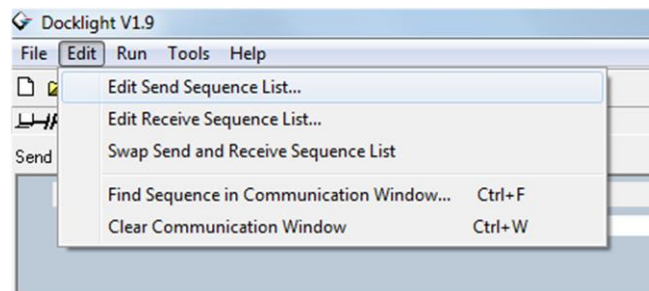 Docklight V1.9
File Edit Run Tools Help
Edit Send Sequence List...
Edit Receive Sequence List...
Swap Send and Receive Sequence List
Send
Find Sequence in Communication Window... Ctrl+F
Clear Communication Window Ctrl+W